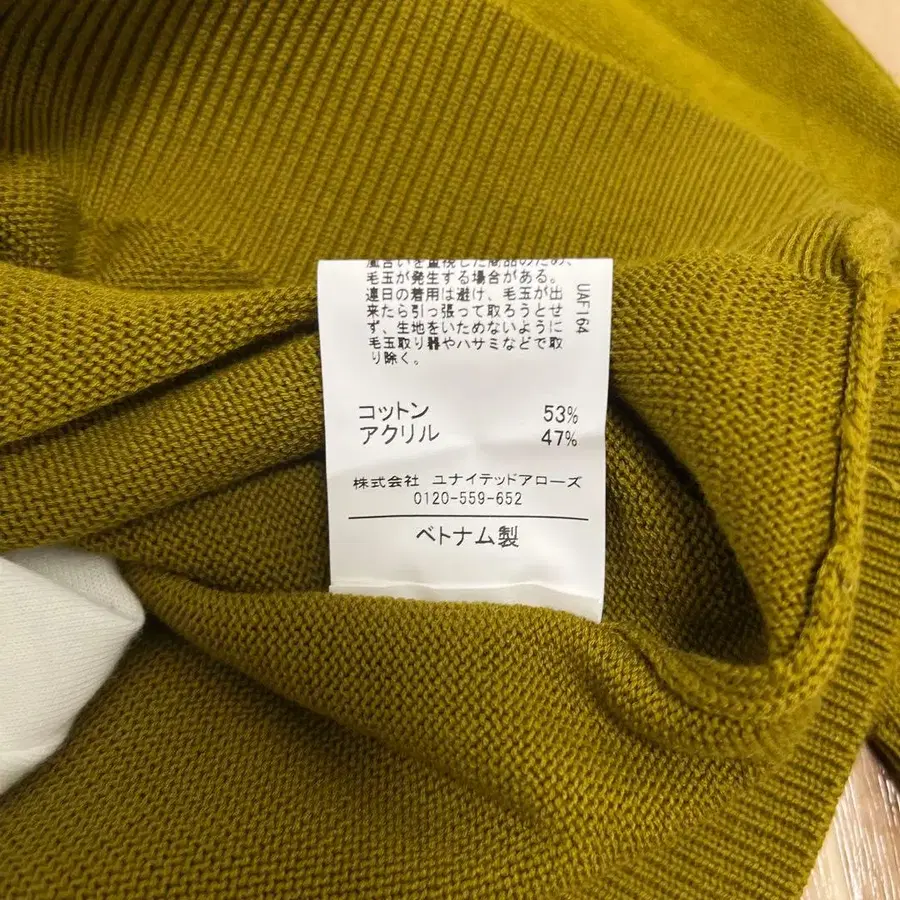 風合いを重視した商品のため、
毛玉が発生する場合がある。
連日の着用は避け、毛玉が出
来たら引っ張って取ろうとせ
ず、生地をいためないように
毛玉取り器やハサミなどで取
り除く。
UAF164
コットン 53%
アクリル 47%
株式会社 ユナイテッドアローズ
0120-559-652
ベトナム製